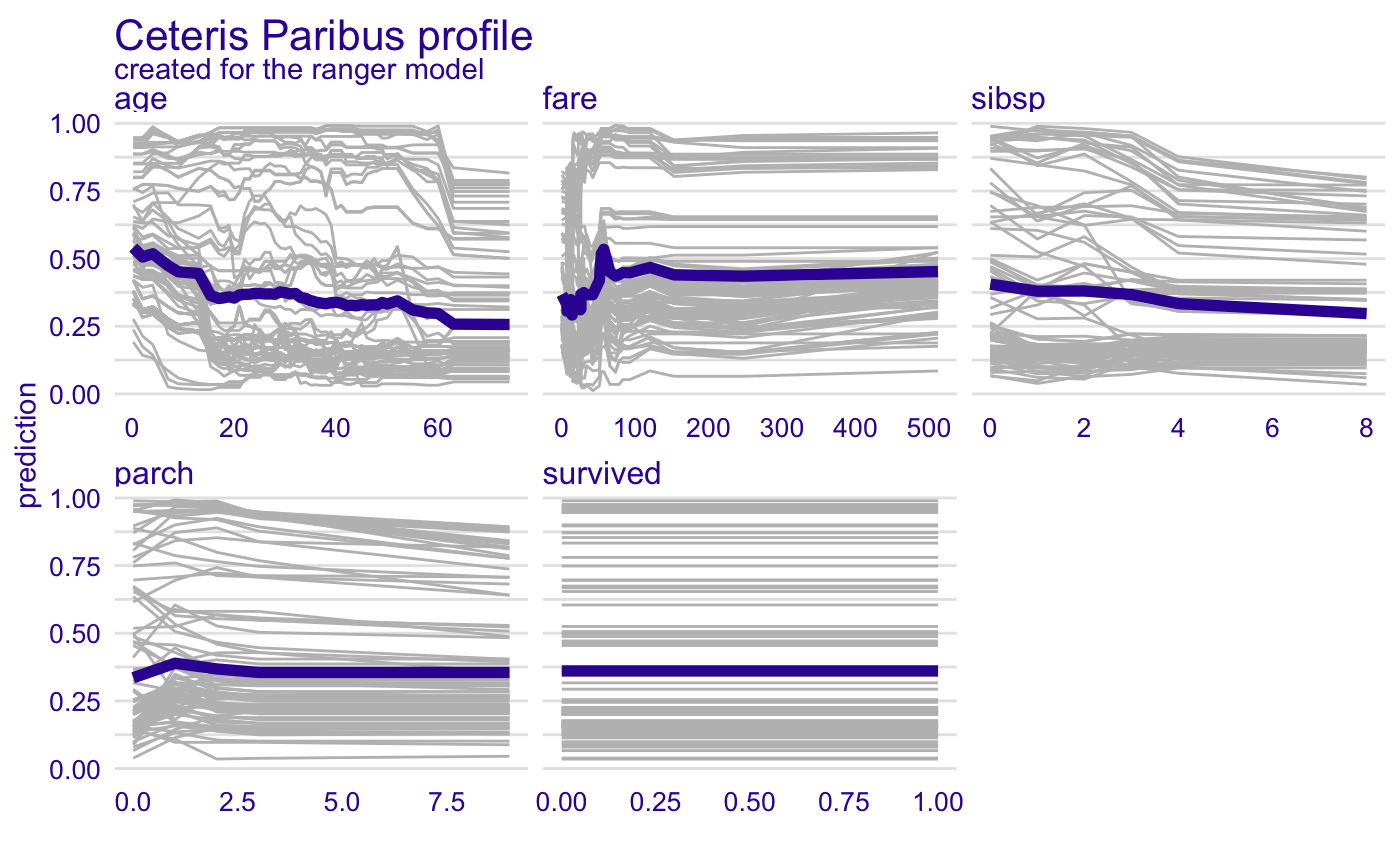 Ceteris Paribus profile
created for the ranger model
age fare sibsp
1.00
0.75
0.50
0.25
0.00
0 20 40 60 0 100 200 300 400 500 0 2 4 6 8
prediction
parch survived
1.00
0.75
0.50
0.25
0.00
0.0 2.5 5.0 7.5 0.00 0.25 0.50 0.75 1.00